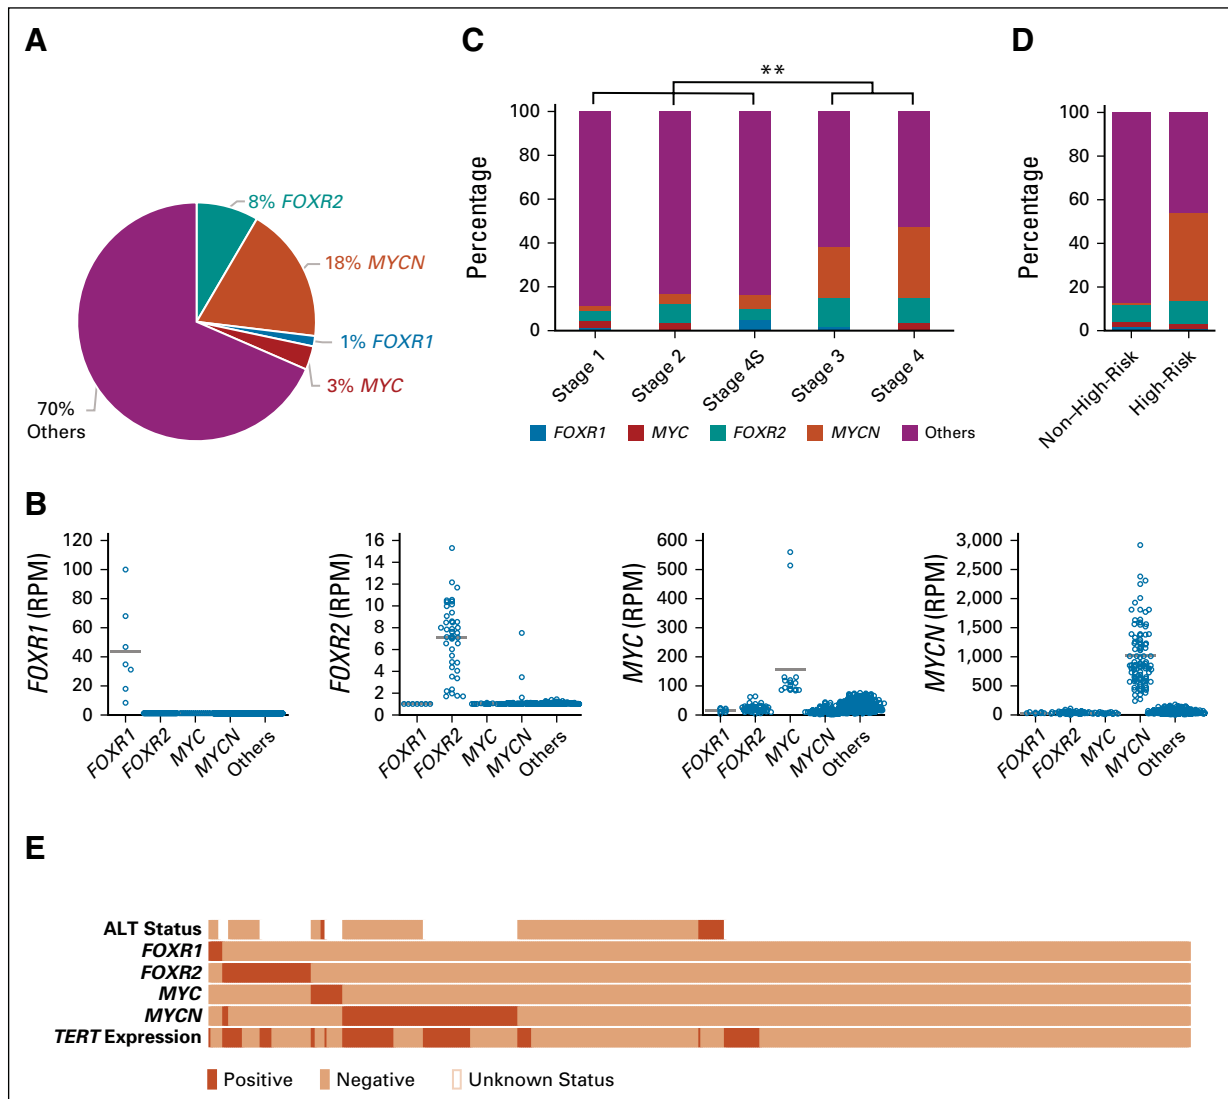 A
8% FOXR2
18% MYCN
1% FOXR1
3% MYC
70%
Others
C
**
Percentage
100
80
60
40
20
0
Stage 1
Stage 2
Stage 4S
Stage 3
Stage 4
FOXR1
MYC
FOXR2
MYCN
Others
D
Percentage
100
80
60
40
20
0
Non–High-Risk
High-Risk
B
FOXR1 (RPM)
120
100
80
60
40
20
0
FOXR1
FOXR2
MYC
MYCN
Others
FOXR2 (RPM)
16
14
12
10
8
6
4
2
0
FOXR1
FOXR2
MYC
MYCN
Others
MYC (RPM)
600
500
400
300
200
100
0
FOXR1
FOXR2
MYC
MYCN
Others
MYCN (RPM)
3,000
2,500
2,000
1,500
1,000
500
0
FOXR1
FOXR2
MYC
MYCN
Others
E
ALT Status
FOXR1
FOXR2
MYC
MYCN
TERT Expression
Positive
Negative
Unknown Status